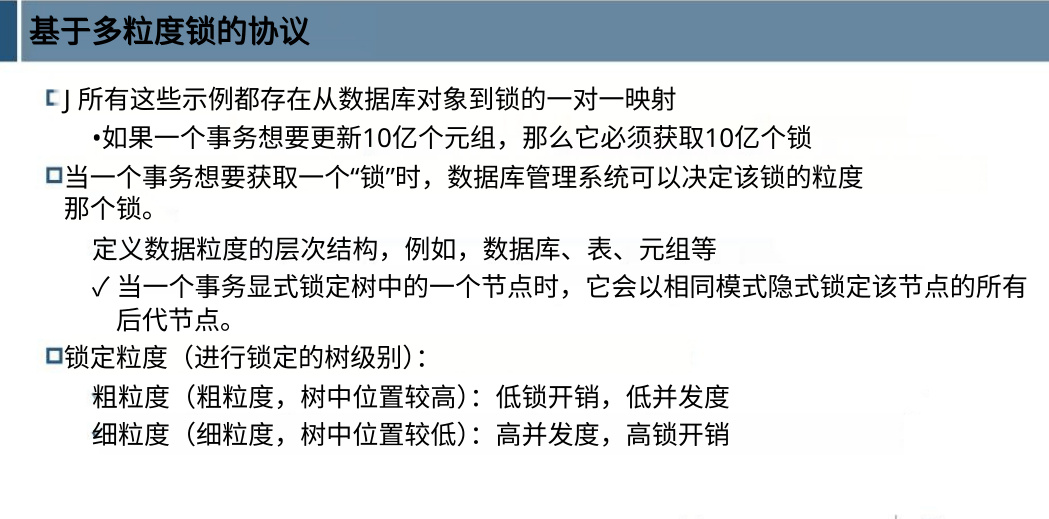 基于多粒度锁的协议
J 所有这些示例都存在从数据库对象到锁的一对一映射
•如果一个事务想要更新10亿个元组，那么它必须获取10亿个锁
当一个事务想要获取一个“锁”时，数据库管理系统可以决定该锁的粒度
那个锁。
定义数据粒度的层次结构，例如，数据库、表、元组等
✓ 当一个事务显式锁定树中的一个节点时，它会以相同模式隐式锁定该节点的所有
后代节点。
锁定粒度（进行锁定的树级别）：
粗粒度（粗粒度，树中位置较高）：低锁开销，低并发度
细粒度（细粒度，树中位置较低）：高并发度，高锁开销